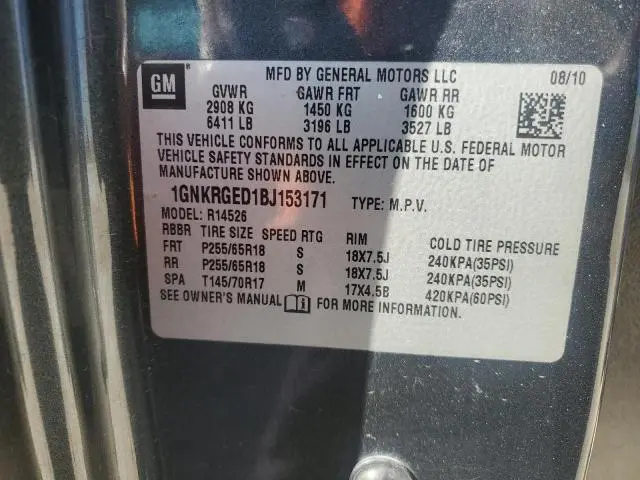 GM
MFD BY GENERAL MOTORS LLC 08/10
GVWR GAWR FRT GAWR RR
2908 KG 1450 KG 1600 KG
6411 LB 3196 LB 3527 LB
THIS VEHICLE CONFORMS TO ALL APPLICABLE U.S. FEDERAL MOTOR
VEHICLE SAFETY STANDARDS IN EFFECT ON THE DATE OF
MANUFACTURE SHOWN ABOVE.
1GNKRGED1BJ153171 TYPE: M.P.V.
MODEL: R14526
RBBR TIRE SIZE SPEED RTG RIM COLD TIRE PRESSURE
FRT P255/65R18 S 18X7.5J 240KPA(35PSI)
RR P255/65R18 S 18X7.5J 240KPA(35PSI)
SPA T145/70R17 M 17X4.5B 420KPA(60PSI)
SEE OWNER'S MANUAL FOR MORE INFORMATION.